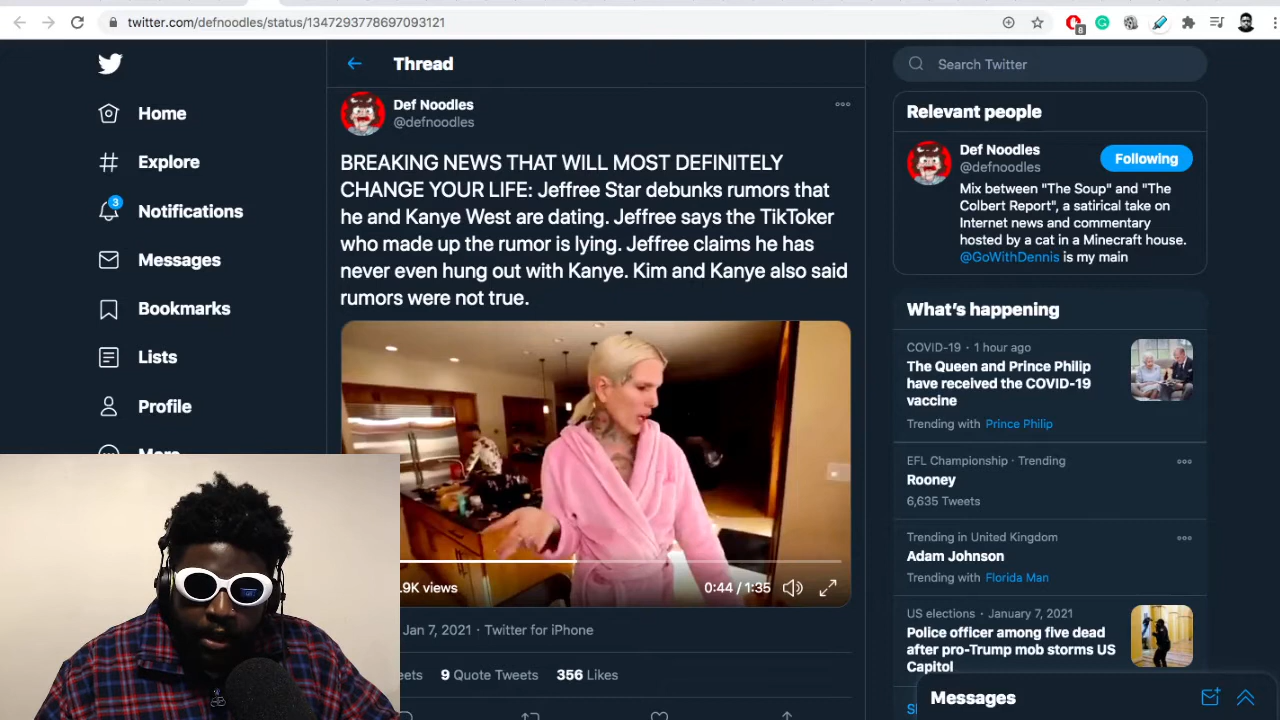 twitter.com/defnoodles/status/1347293778697093121
8
Home
Explore
3
Notifications
Messages
Bookmarks
Lists
Profile
More
Thread
Def Noodles
@defnoodles
BREAKING NEWS THAT WILL MOST DEFINITELY
CHANGE YOUR LIFE: Jeffree Star debunks rumors that
he and Kanye West are dating. Jeffree says the TikToker
who made up the rumor is lying. Jeffree claims he has
never even hung out with Kanye. Kim and Kanye also said
rumors were not true.
.9K views
0:44 / 1:35
Jan 7, 2021 · Twitter for iPhone
eets 9 Quote Tweets 356 Likes
Search Twitter
Relevant people
Def Noodles
@defnoodles
Following
Mix between "The Soup" and "The
Colbert Report", a satirical take on
Internet news and commentary
hosted by a cat in a Minecraft house.
@GoWithDennis is my main
What's happening
COVID-19 · 1 hour ago
The Queen and Prince Philip
have received the COVID-19
vaccine
Trending with Prince Philip
EFL Championship · Trending
Rooney
6,635 Tweets
Trending in United Kingdom
Adam Johnson
Trending with Florida Man
US elections · January 7, 2021
Police officer among five dead
after pro-Trump mob storms US
Capitol
Messages